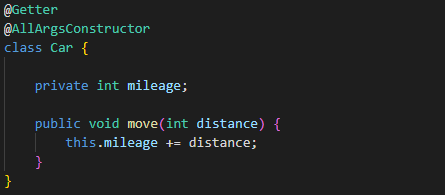 @Getter
@AllArgsConstructor
class Car {
private int mileage;
public void move(int distance) {
this.mileage += distance;
}
}